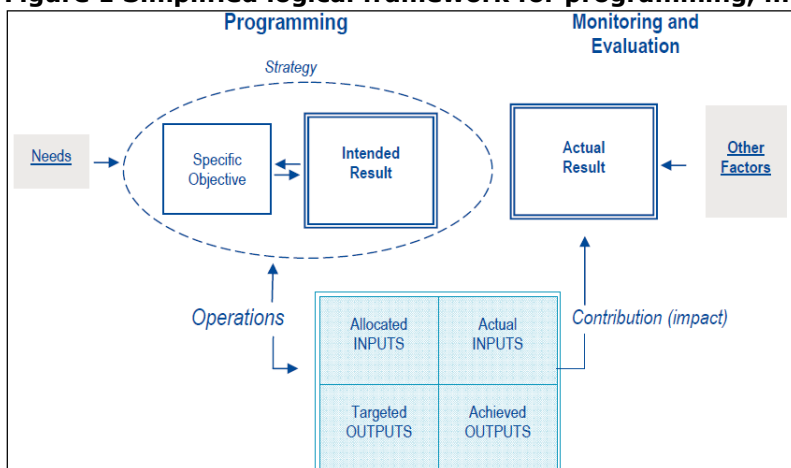 Programming
Monitoring and
Evaluation
Strategy
Needs
Specific
Objective
Intended
Result
Actual
Result
Other
Factors
Operations
Allocated
INPUTS
Actual
INPUTS
Contribution (impact)
Targeted
OUTPUTS
Achieved
OUTPUTS